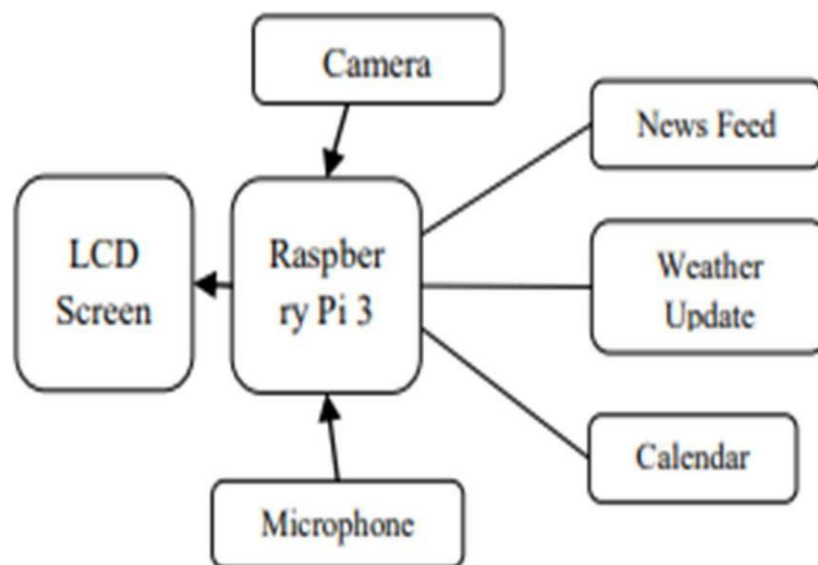 Camera
News Feed
LCD
Screen
Raspber
ry Pi 3
Weather
Update
Calendar
Microphone